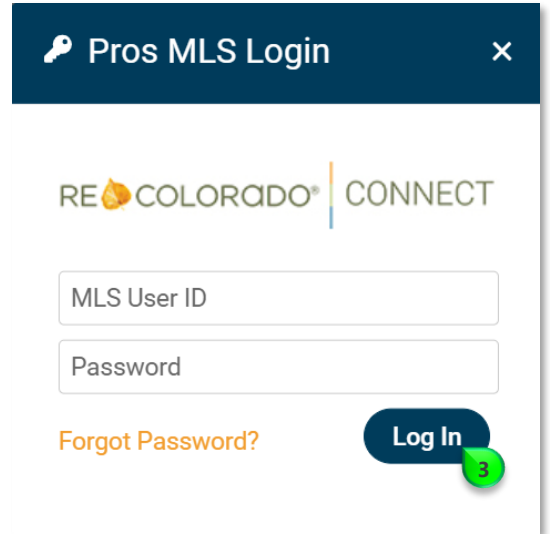 Pros MLS Login ×
RE COLORADO® CONNECT
MLS User ID
Password
Forgot Password? Log In
3